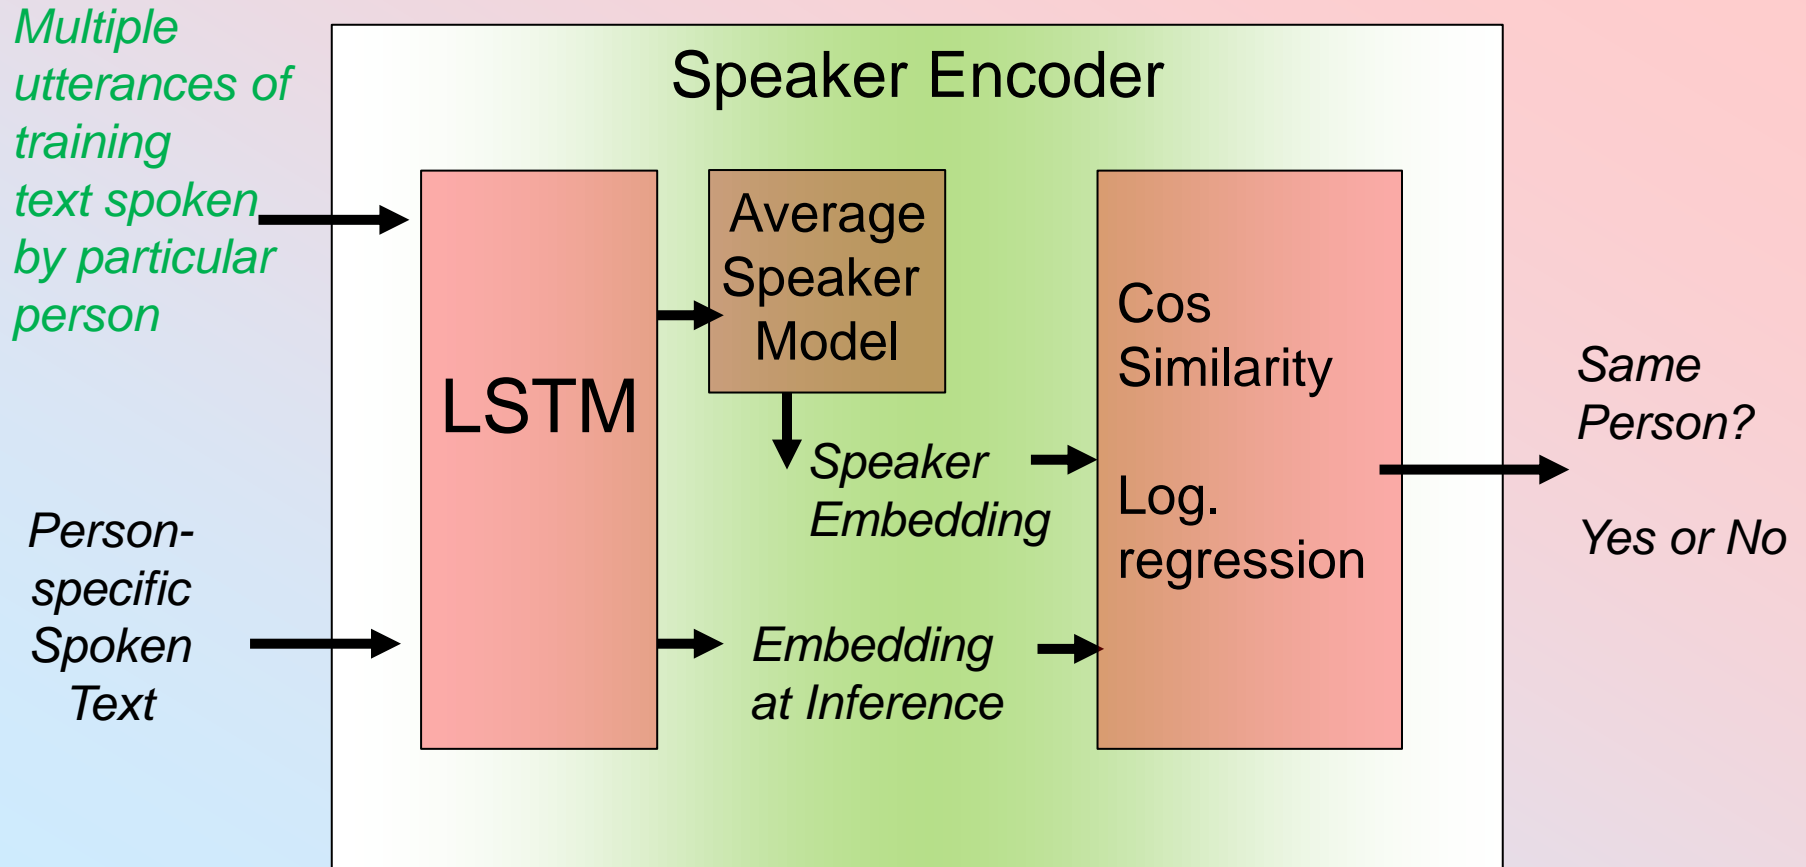 Multiple
utterances of
training
text spoken
by particular
person
Speaker Encoder
LSTM
Average
Speaker
Model
Speaker
Embedding
Cos
Similarity
Log.
regression
Same
Person?
Yes or No
Person-
specific
Spoken
Text
Embedding
at Inference